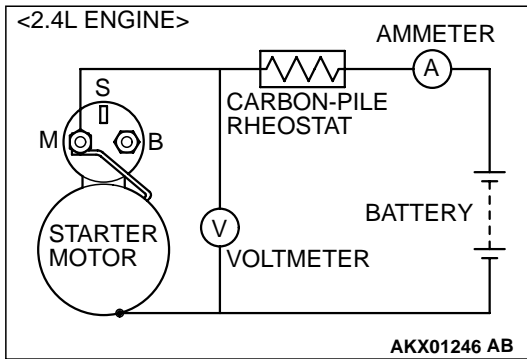 <2.4L ENGINE>
AMMETER
A
S
CARBON-PILE
RHEOSTAT
M
B
BATTERY
STARTER
MOTOR
V
VOLTMETER
AKX01246 AB